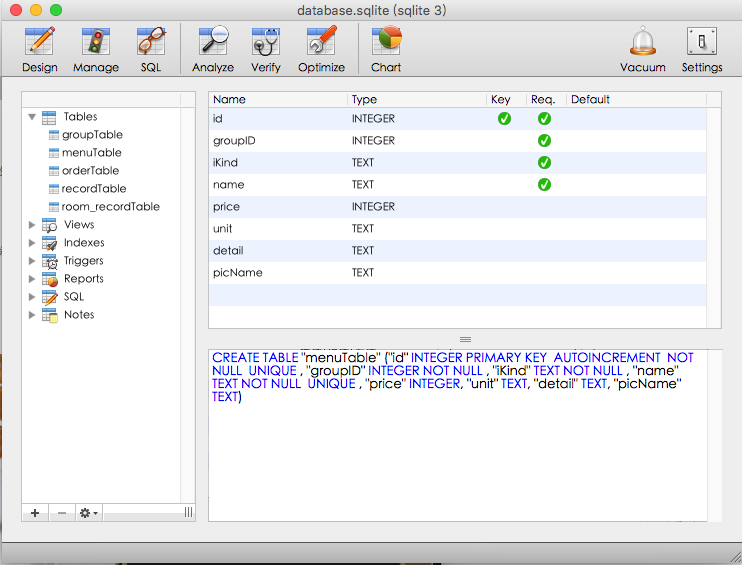 database.sqlite (sqlite 3)
Design Manage SQL Analyze Verify Optimize Chart Vacuum Settings
Tables
groupTable
menuTable
orderTable
recordTable
room_recordTable
Views
Indexes
Triggers
Reports
SQL
Notes
Name Type Key Req. Default
id INTEGER
groupID INTEGER
iKind TEXT
name TEXT
price INTEGER
unit TEXT
detail TEXT
picName TEXT
CREATE TABLE "menuTable" ("id" INTEGER PRIMARY KEY AUTOINCREMENT NOT
NULL UNIQUE , "groupID" INTEGER NOT NULL , "iKind" TEXT NOT NULL , "name"
TEXT NOT NULL UNIQUE , "price" INTEGER, "unit" TEXT, "detail" TEXT, "picName"
TEXT)